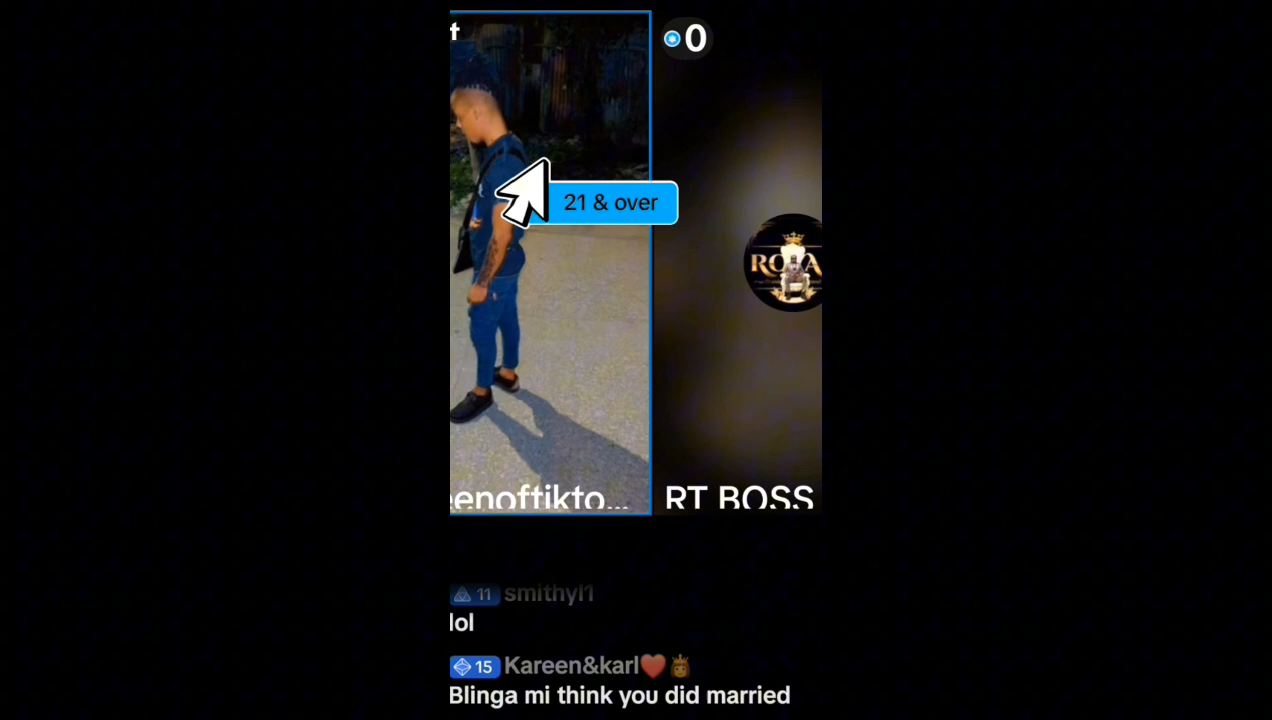 t
0
21 & over
eenoftikto...
RT BOSS
11 smithyl1
lol
15 Kareen&karl❤️👸
Blinga mi think you did married